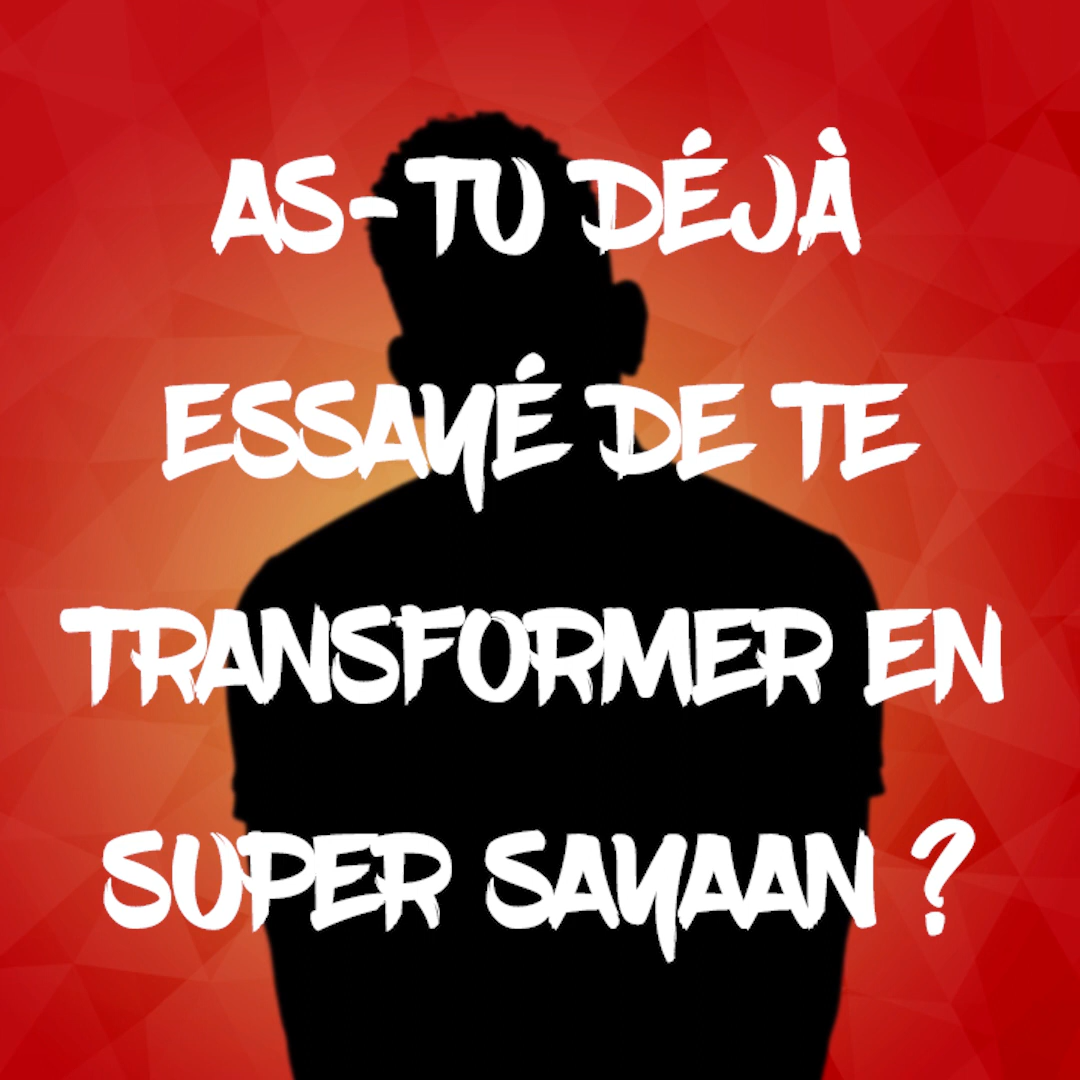 AS-TU DÉJÀ
ESSAYÉ DE TE
TRANSFORMER EN
SUPER SAYAAN ?